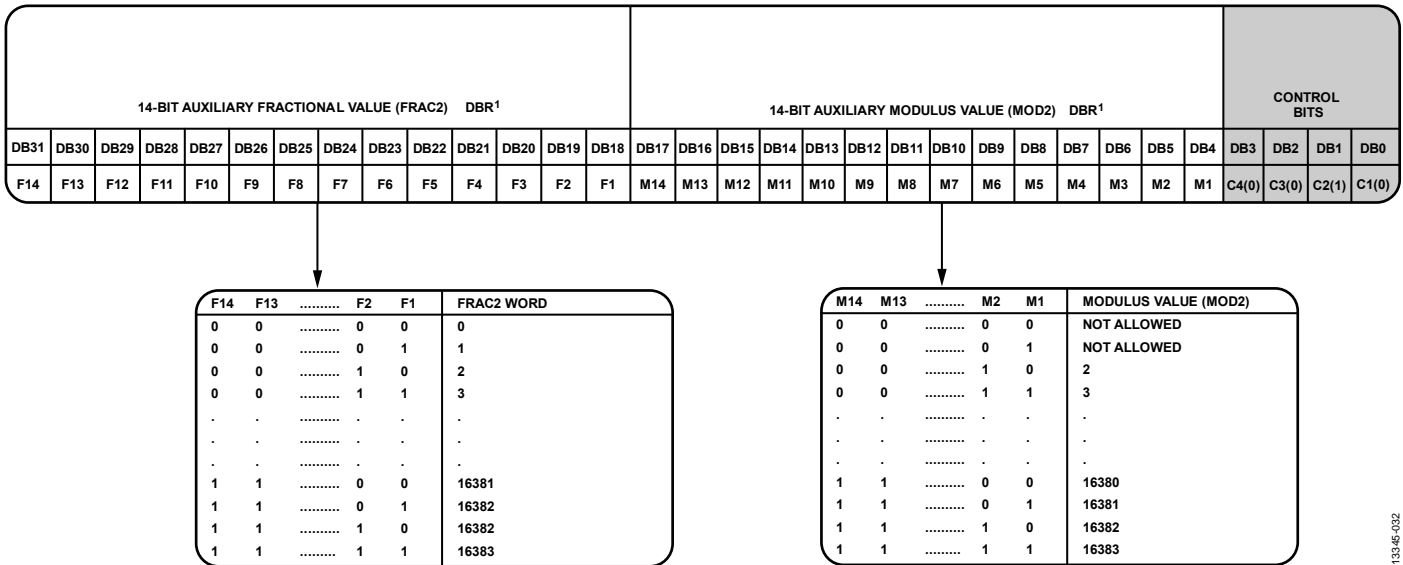 14-BIT AUXILIARY FRACTIONAL VALUE (FRAC2) DBR1 14-BIT AUXILIARY MODULUS VALUE (MOD2) DBR1 CONTROL BITS
DB31 DB30 DB29 DB28 DB27 DB26 DB25 DB24 DB23 DB22 DB21 DB20 DB19 DB18 DB17 DB16 DB15 DB14 DB13 DB12 DB11 DB10 DB9 DB8 DB7 DB6 DB5 DB4 DB3 DB2 DB1 DB0
F14 F13 F12 F11 F10 F9 F8 F7 F6 F5 F4 F3 F2 F1 M14 M13 M12 M11 M10 M9 M8 M7 M6 M5 M4 M3 M2 M1 C4(0) C3(0) C2(1) C1(0)
F14 F13 .......... F2 F1 FRAC2 WORD
0 0 .......... 0 0 0
0 0 .......... 0 1 1
0 0 .......... 1 0 2
0 0 .......... 1 1 3
. . .......... . . .
. . .......... . . .
. . .......... . . .
1 1 .......... 0 0 16381
1 1 .......... 0 1 16382
1 1 .......... 1 0 16382
1 1 ......... 1 1 16383
M14 M13 .......... M2 M1 MODULUS VALUE (MOD2)
0 0 .......... 0 0 NOT ALLOWED
0 0 .......... 0 1 NOT ALLOWED
0 0 .......... 1 0 2
0 0 .......... 1 1 3
. . .......... . . .
. . .......... . . .
. . .......... . . .
1 1 .......... 0 0 16380
1 1 .......... 0 1 16381
1 1 .......... 1 0 16382
1 1 ......... 1 1 16383
13345-032